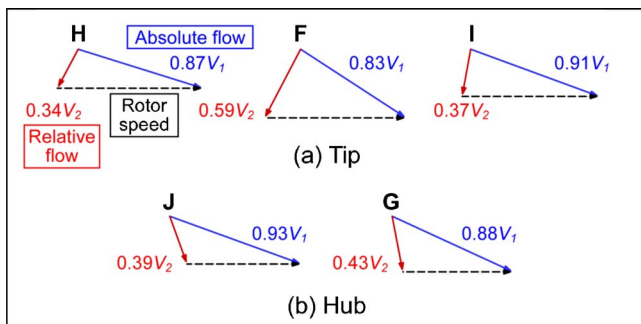 H
F
I
Absolute flow
0.87V1
0.83V1
0.91V1
0.34V2
Rotor
speed
0.59V2
0.37V2
Relative
flow
(a) Tip
J
G
0.93V1
0.88V1
0.39V2
0.43V2
(b) Hub